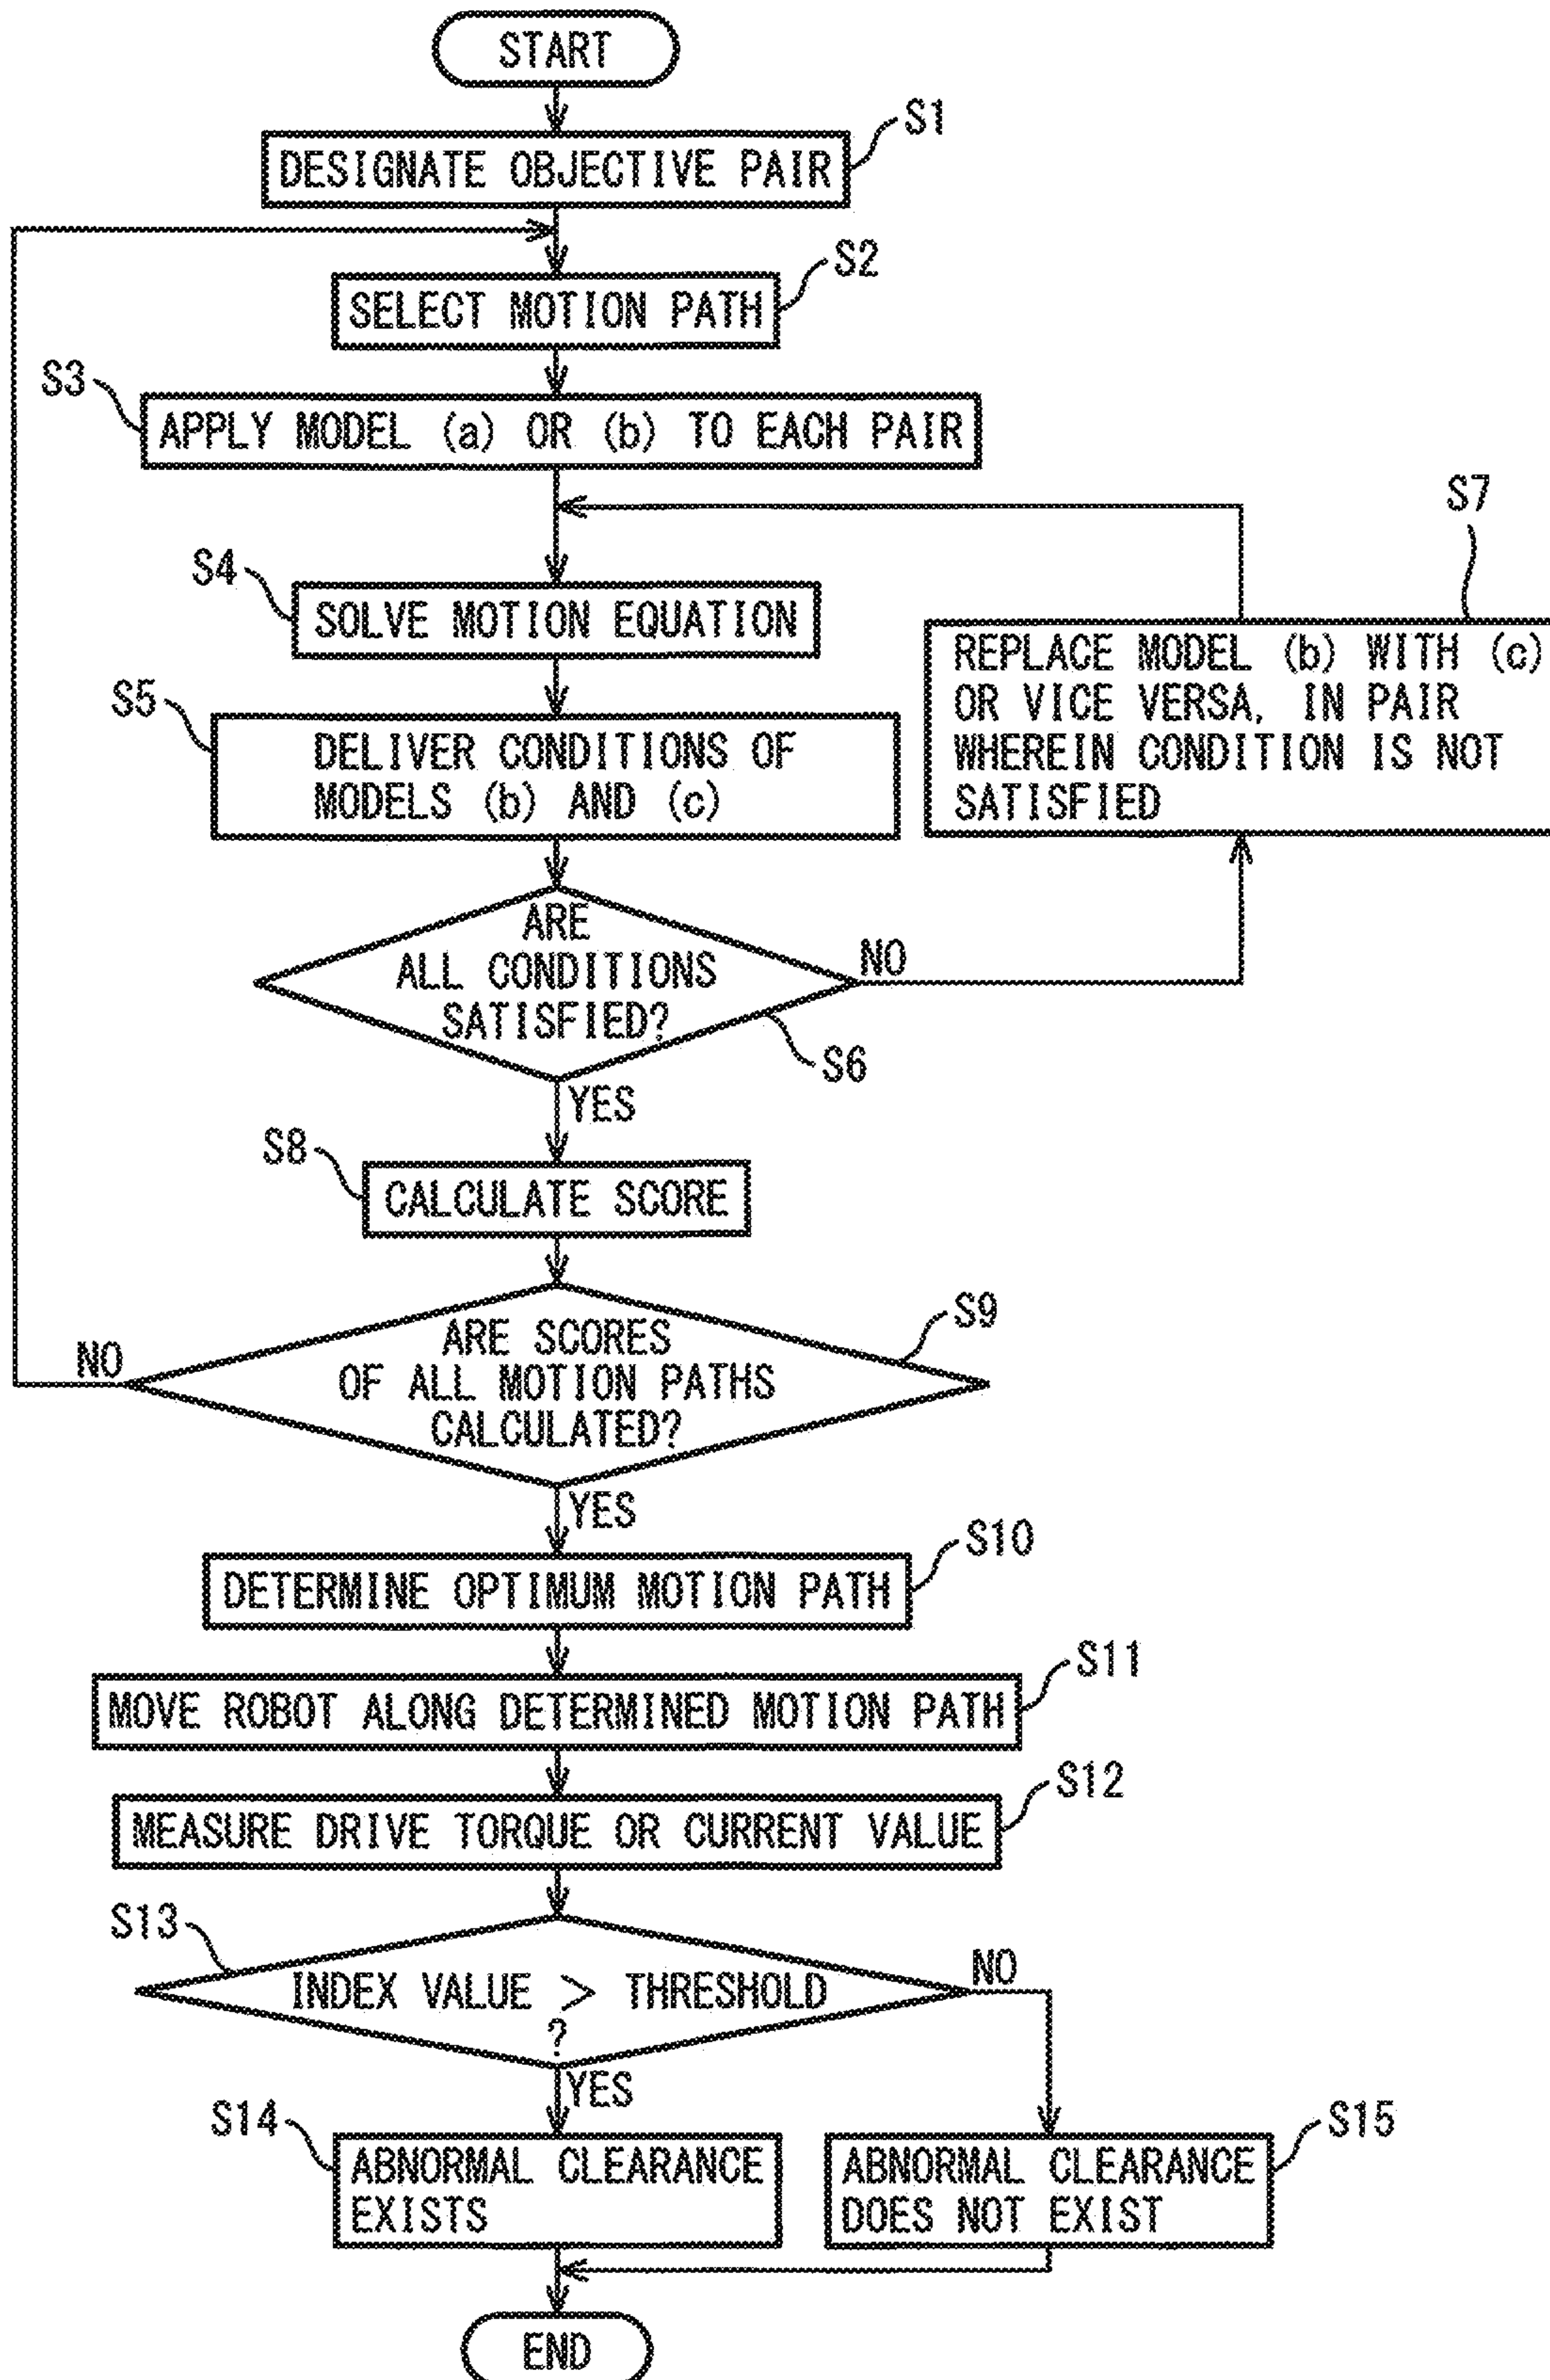 START
S1
DESIGNATE OBJECTIVE PAIR
S2
SELECT MOTION PATH
S3
APPLY MODEL (a) OR (b) TO EACH PAIR
S4
SOLVE MOTION EQUATION
S7
REPLACE MODEL (b) WITH (c)
OR VICE VERSA, IN PAIR
WHEREIN CONDITION IS NOT
SATISFIED
S5
DELIVER CONDITIONS OF
MODELS (b) AND (c)
ARE
ALL CONDITIONS
SATISFIED?
NO
S6
YES
S8
CALCULATE SCORE
S9
ARE SCORES
OF ALL MOTION PATHS
CALCULATED?
NO
YES
S10
DETERMINE OPTIMUM MOTION PATH
S11
MOVE ROBOT ALONG DETERMINED MOTION PATH
S12
MEASURE DRIVE TORQUE OR CURRENT VALUE
S13
INDEX VALUE > THRESHOLD
?
NO
YES
S14
ABNORMAL CLEARANCE
EXISTS
S15
ABNORMAL CLEARANCE
DOES NOT EXIST
END